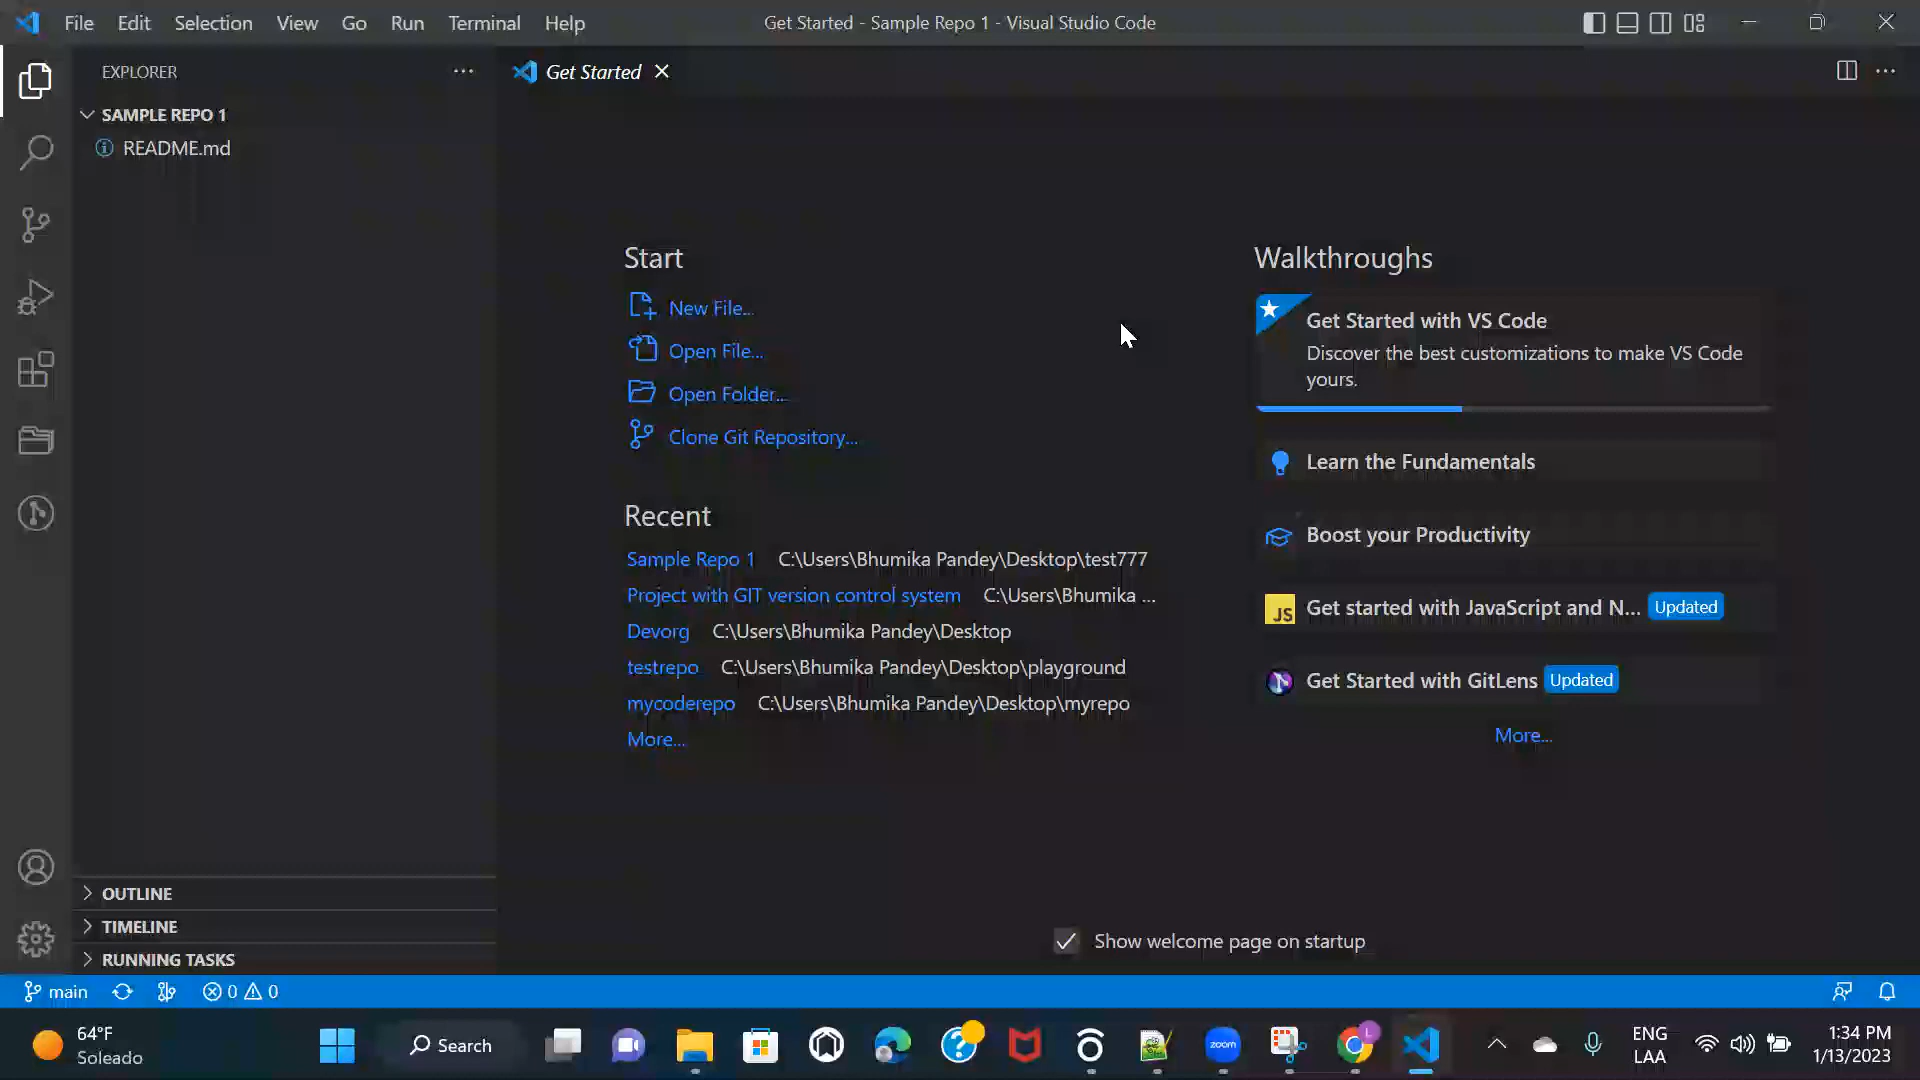 File Edit Selection View Go Run Terminal Help
Get Started - Sample Repo 1 - Visual Studio Code
EXPLORER
Get Started
SAMPLE REPO 1
README.md
Start
New File...
Open File...
Open Folder...
Clone Git Repository...
Recent
Sample Repo 1 C:\Users\Bhumika Pandey\Desktop\test777
Project with GIT version control system C:\Users\Bhumika ...
Devorg C:\Users\Bhumika Pandey\Desktop
testrepo C:\Users\Bhumika Pandey\Desktop\playground
mycoderepo C:\Users\Bhumika Pandey\Desktop\myrepo
More...
Walkthroughs
Get Started with VS Code
Discover the best customizations to make VS Code
yours.
Learn the Fundamentals
Boost your Productivity
JS Get started with JavaScript and N... Updated
Get Started with GitLens Updated
More...
Show welcome page on startup
OUTLINE
TIMELINE
RUNNING TASKS
main 0 0
64°F
Soleado
Search
zoom
L
ENG
LAA
1:34 PM
1/13/2023